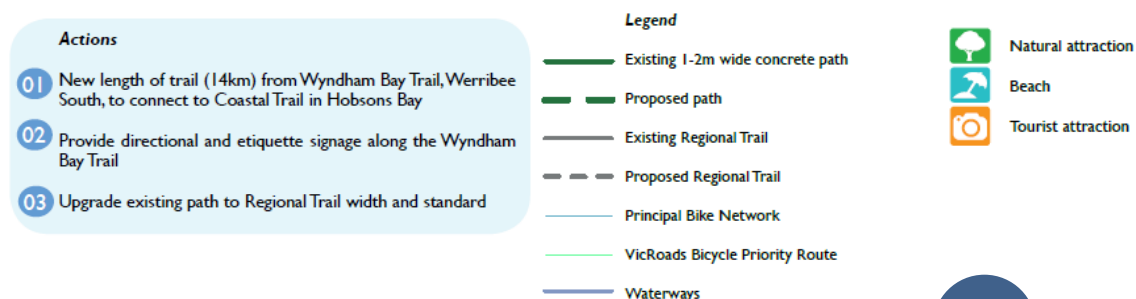 Actions
01 New length of trail (14km) from Wyndham Bay Trail, Werribee
South, to connect to Coastal Trail in Hobsons Bay
02 Provide directional and etiquette signage along the Wyndham
Bay Trail
03 Upgrade existing path to Regional Trail width and standard
Legend
Existing 1-2m wide concrete path
Proposed path
Existing Regional Trail
Proposed Regional Trail
Principal Bike Network
VicRoads Bicycle Priority Route
Waterways
Natural attraction
Beach
Tourist attraction